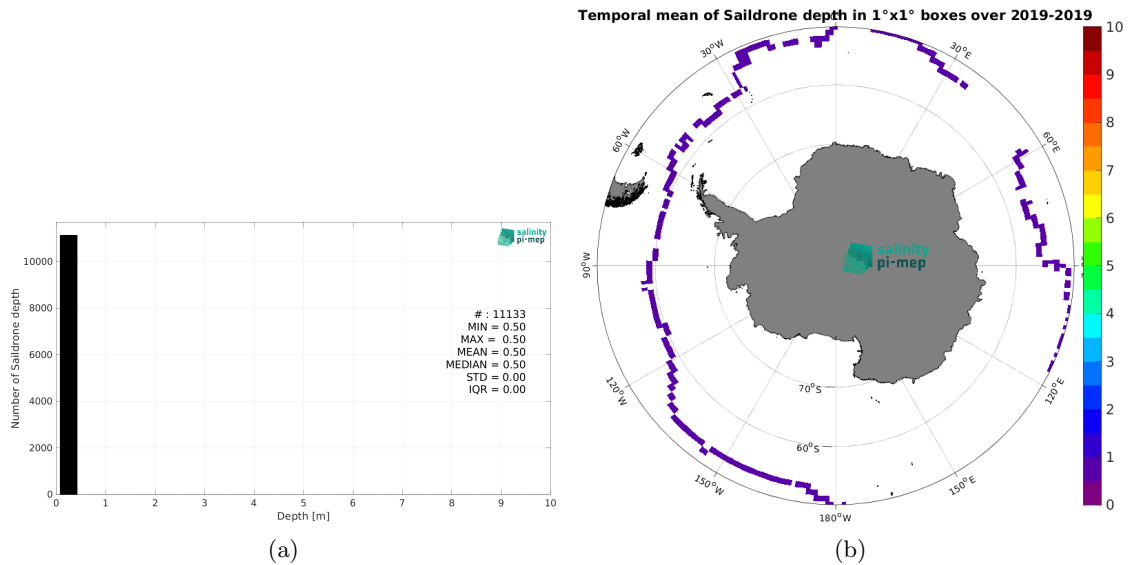 Temporal mean of Saildrone depth in 1°x1° boxes over 2019-2019
salinity
pi-mep
# : 11133
MIN = 0.50
MAX = 0.50
MEAN = 0.50
MEDIAN = 0.50
STD = 0.00
IQR = 0.00
Number of Saildrone depth
10000
8000
6000
4000
2000
0
0 1 2 3 4 5 6 7 8 9 10
Depth [m]
(a)
30°W
30°E
60°W
60°E
90°W
120°W
120°E
150°W
150°E
180°W
70°S
60°S
salinity
pi-mep
10
9
8
7
6
5
4
3
2
1
0
(b)